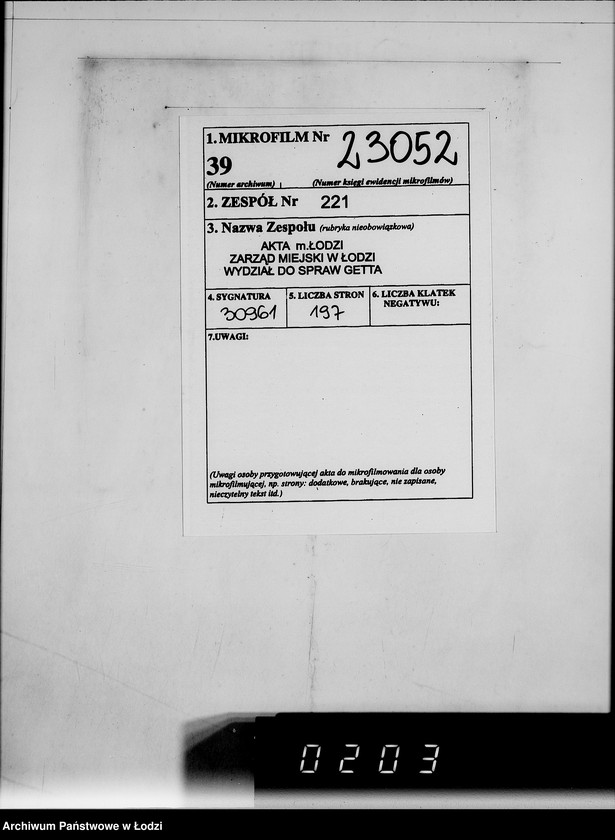 1. MIKROFILM Nr 23052
39
(Numer archiwum) (Numer księgi ewidencji mikrofilmów)
2. ZESPÓŁ Nr 221
3. Nazwa Zespołu (rubryka nieobowiązkowa)
AKTA m.ŁODZI
ZARZĄD MIEJSKI W ŁODZI
WYDZIAŁ DO SPRAW GETTA
4. SYGNATURA 5. LICZBA STRON 6. LICZBA KLATEK
NEGATYWU:
30961 197
7.UWAGI:
(Uwagi osoby przygotowującej akta do mikrofilmowania dla osoby
mikrofilmującej, np. strony: dodatkowe, brakujące, nie zapisane,
nieczytelny tekst itd.)
0203
Archiwum Państwowe w Łodzi